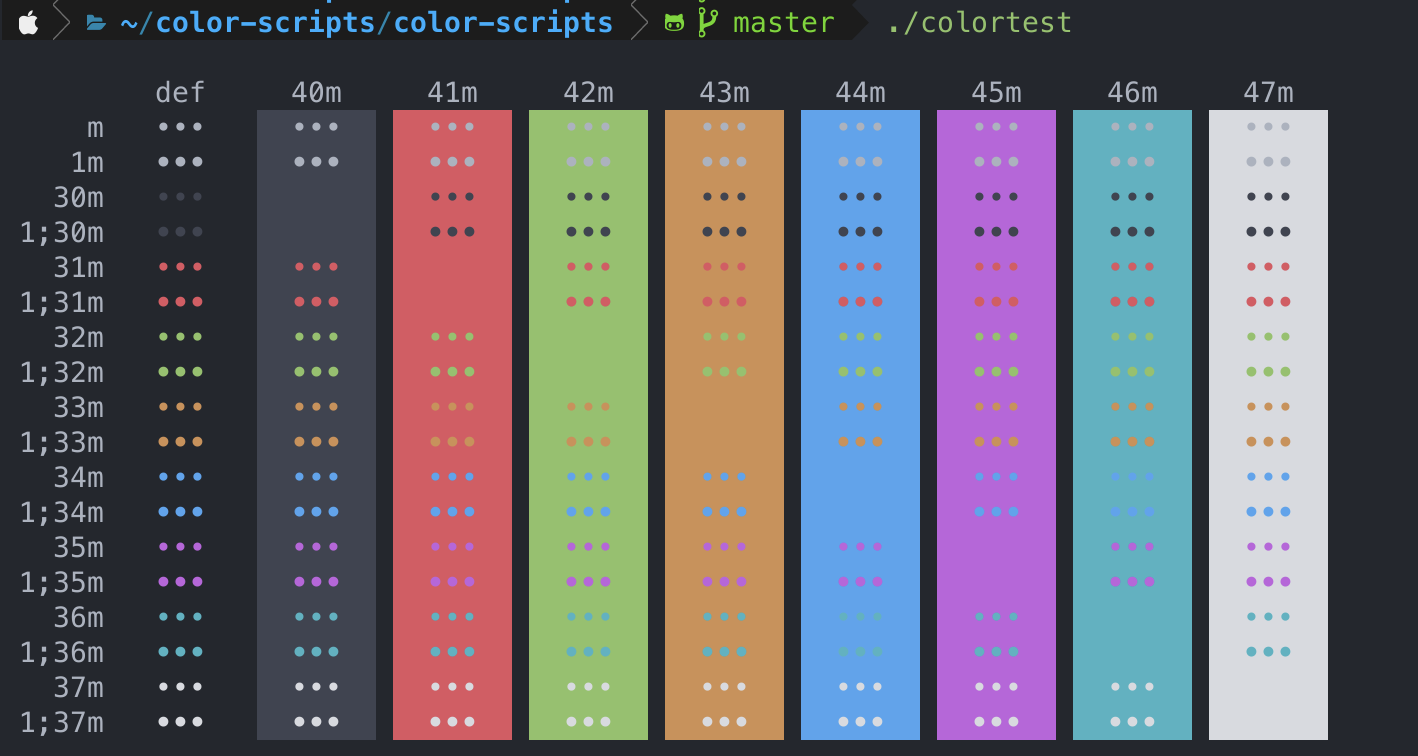 ~/color-scripts/color-scripts master ./colortest
def 40m 41m 42m 43m 44m 45m 46m 47m
m ••• ••• ••• ••• ••• ••• ••• ••• •••
1m ••• ••• ••• ••• ••• ••• ••• ••• •••
30m ••• ••• ••• ••• ••• ••• ••• •••
1;30m ••• ••• ••• ••• ••• ••• ••• •••
31m ••• ••• ••• ••• ••• ••• ••• •••
1;31m ••• ••• ••• ••• ••• ••• ••• •••
32m ••• ••• ••• ••• ••• ••• ••• •••
1;32m ••• ••• ••• ••• ••• ••• ••• •••
33m ••• ••• ••• ••• ••• ••• ••• •••
1;33m ••• ••• ••• ••• ••• ••• ••• •••
34m ••• ••• ••• ••• ••• ••• ••• •••
1;34m ••• ••• ••• ••• ••• ••• ••• •••
35m ••• ••• ••• ••• ••• ••• ••• •••
1;35m ••• ••• ••• ••• ••• ••• ••• •••
36m ••• ••• ••• ••• ••• ••• ••• •••
1;36m ••• ••• ••• ••• ••• ••• ••• •••
37m ••• ••• ••• ••• ••• ••• ••• •••
1;37m ••• ••• ••• ••• ••• ••• ••• •••